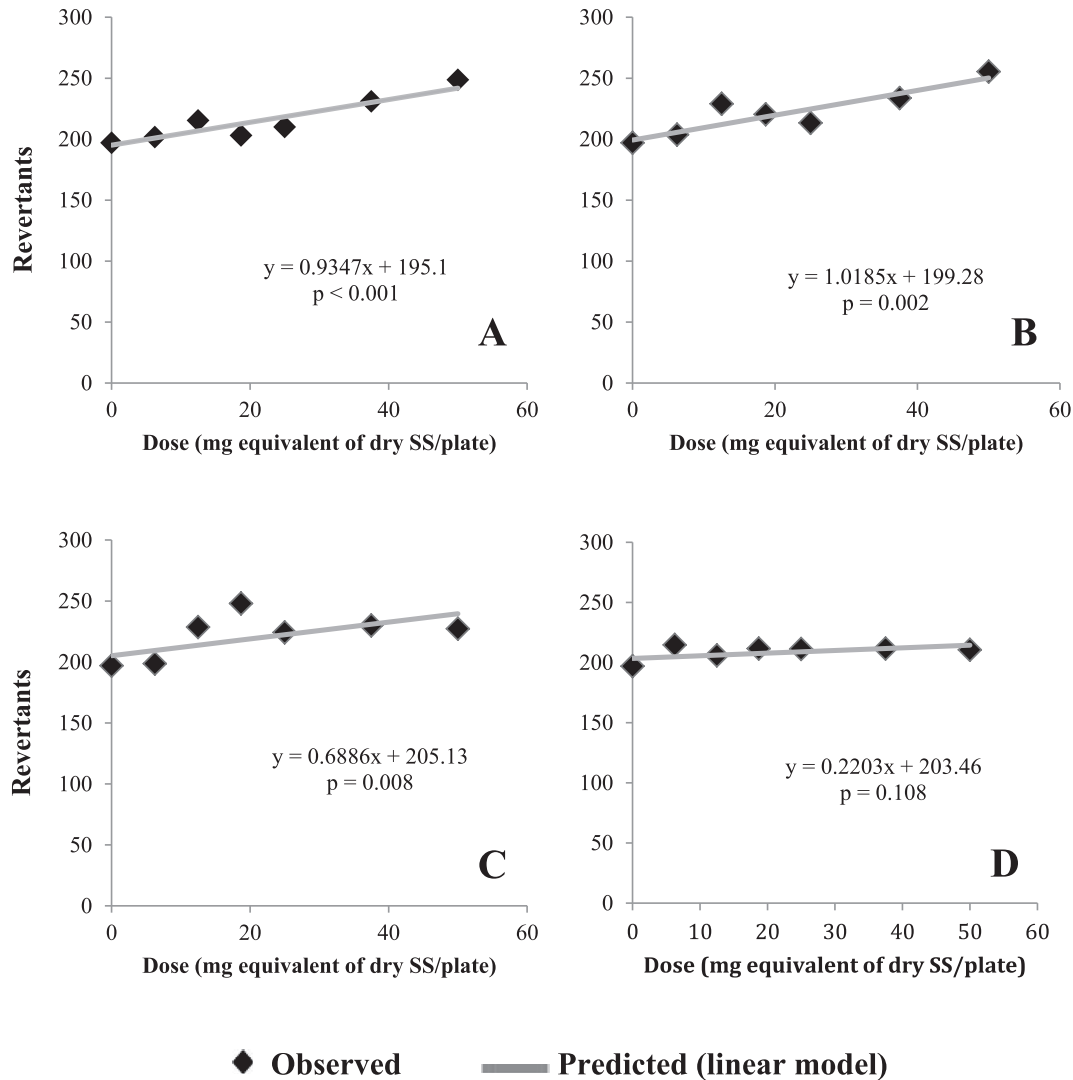 300
250
200
150
100
50
0
Revertants
y = 0.9347x + 195.1
p < 0.001
A
0 20 40 60
Dose (mg equivalent of dry SS/plate)
300
250
200
150
100
50
0
y = 1.0185x + 199.28
p = 0.002
B
0 20 40 60
Dose (mg equivalent of dry SS/plate)
300
250
200
150
100
50
0
Revertants
y = 0.6886x + 205.13
p = 0.008
C
0 20 40 60
Dose (mg equivalent of dry SS/plate)
300
250
200
150
100
50
0
y = 0.2203x + 203.46
p = 0.108
D
0 10 20 30 40 50 60
Dose (mg equivalent of dry SS/plate)
Observed Predicted (linear model)